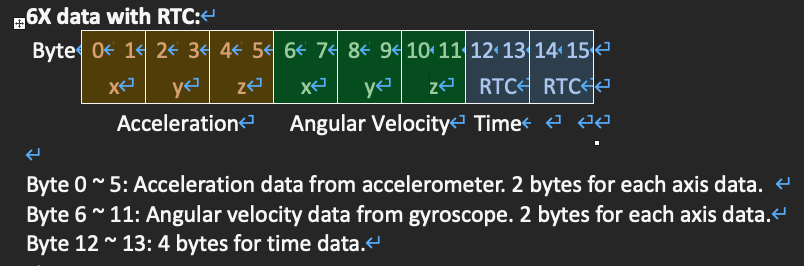 6X data with RTC:
Byte 0 1 2 3 4 5 6 7 8 9 10 11 12 13 14 15
x y z x y z RTC RTC
Acceleration Angular Velocity Time
Byte 0 ~ 5: Acceleration data from accelerometer. 2 bytes for each axis data.
Byte 6 ~ 11: Angular velocity data from gyroscope. 2 bytes for each axis data.
Byte 12 ~ 13: 4 bytes for time data.